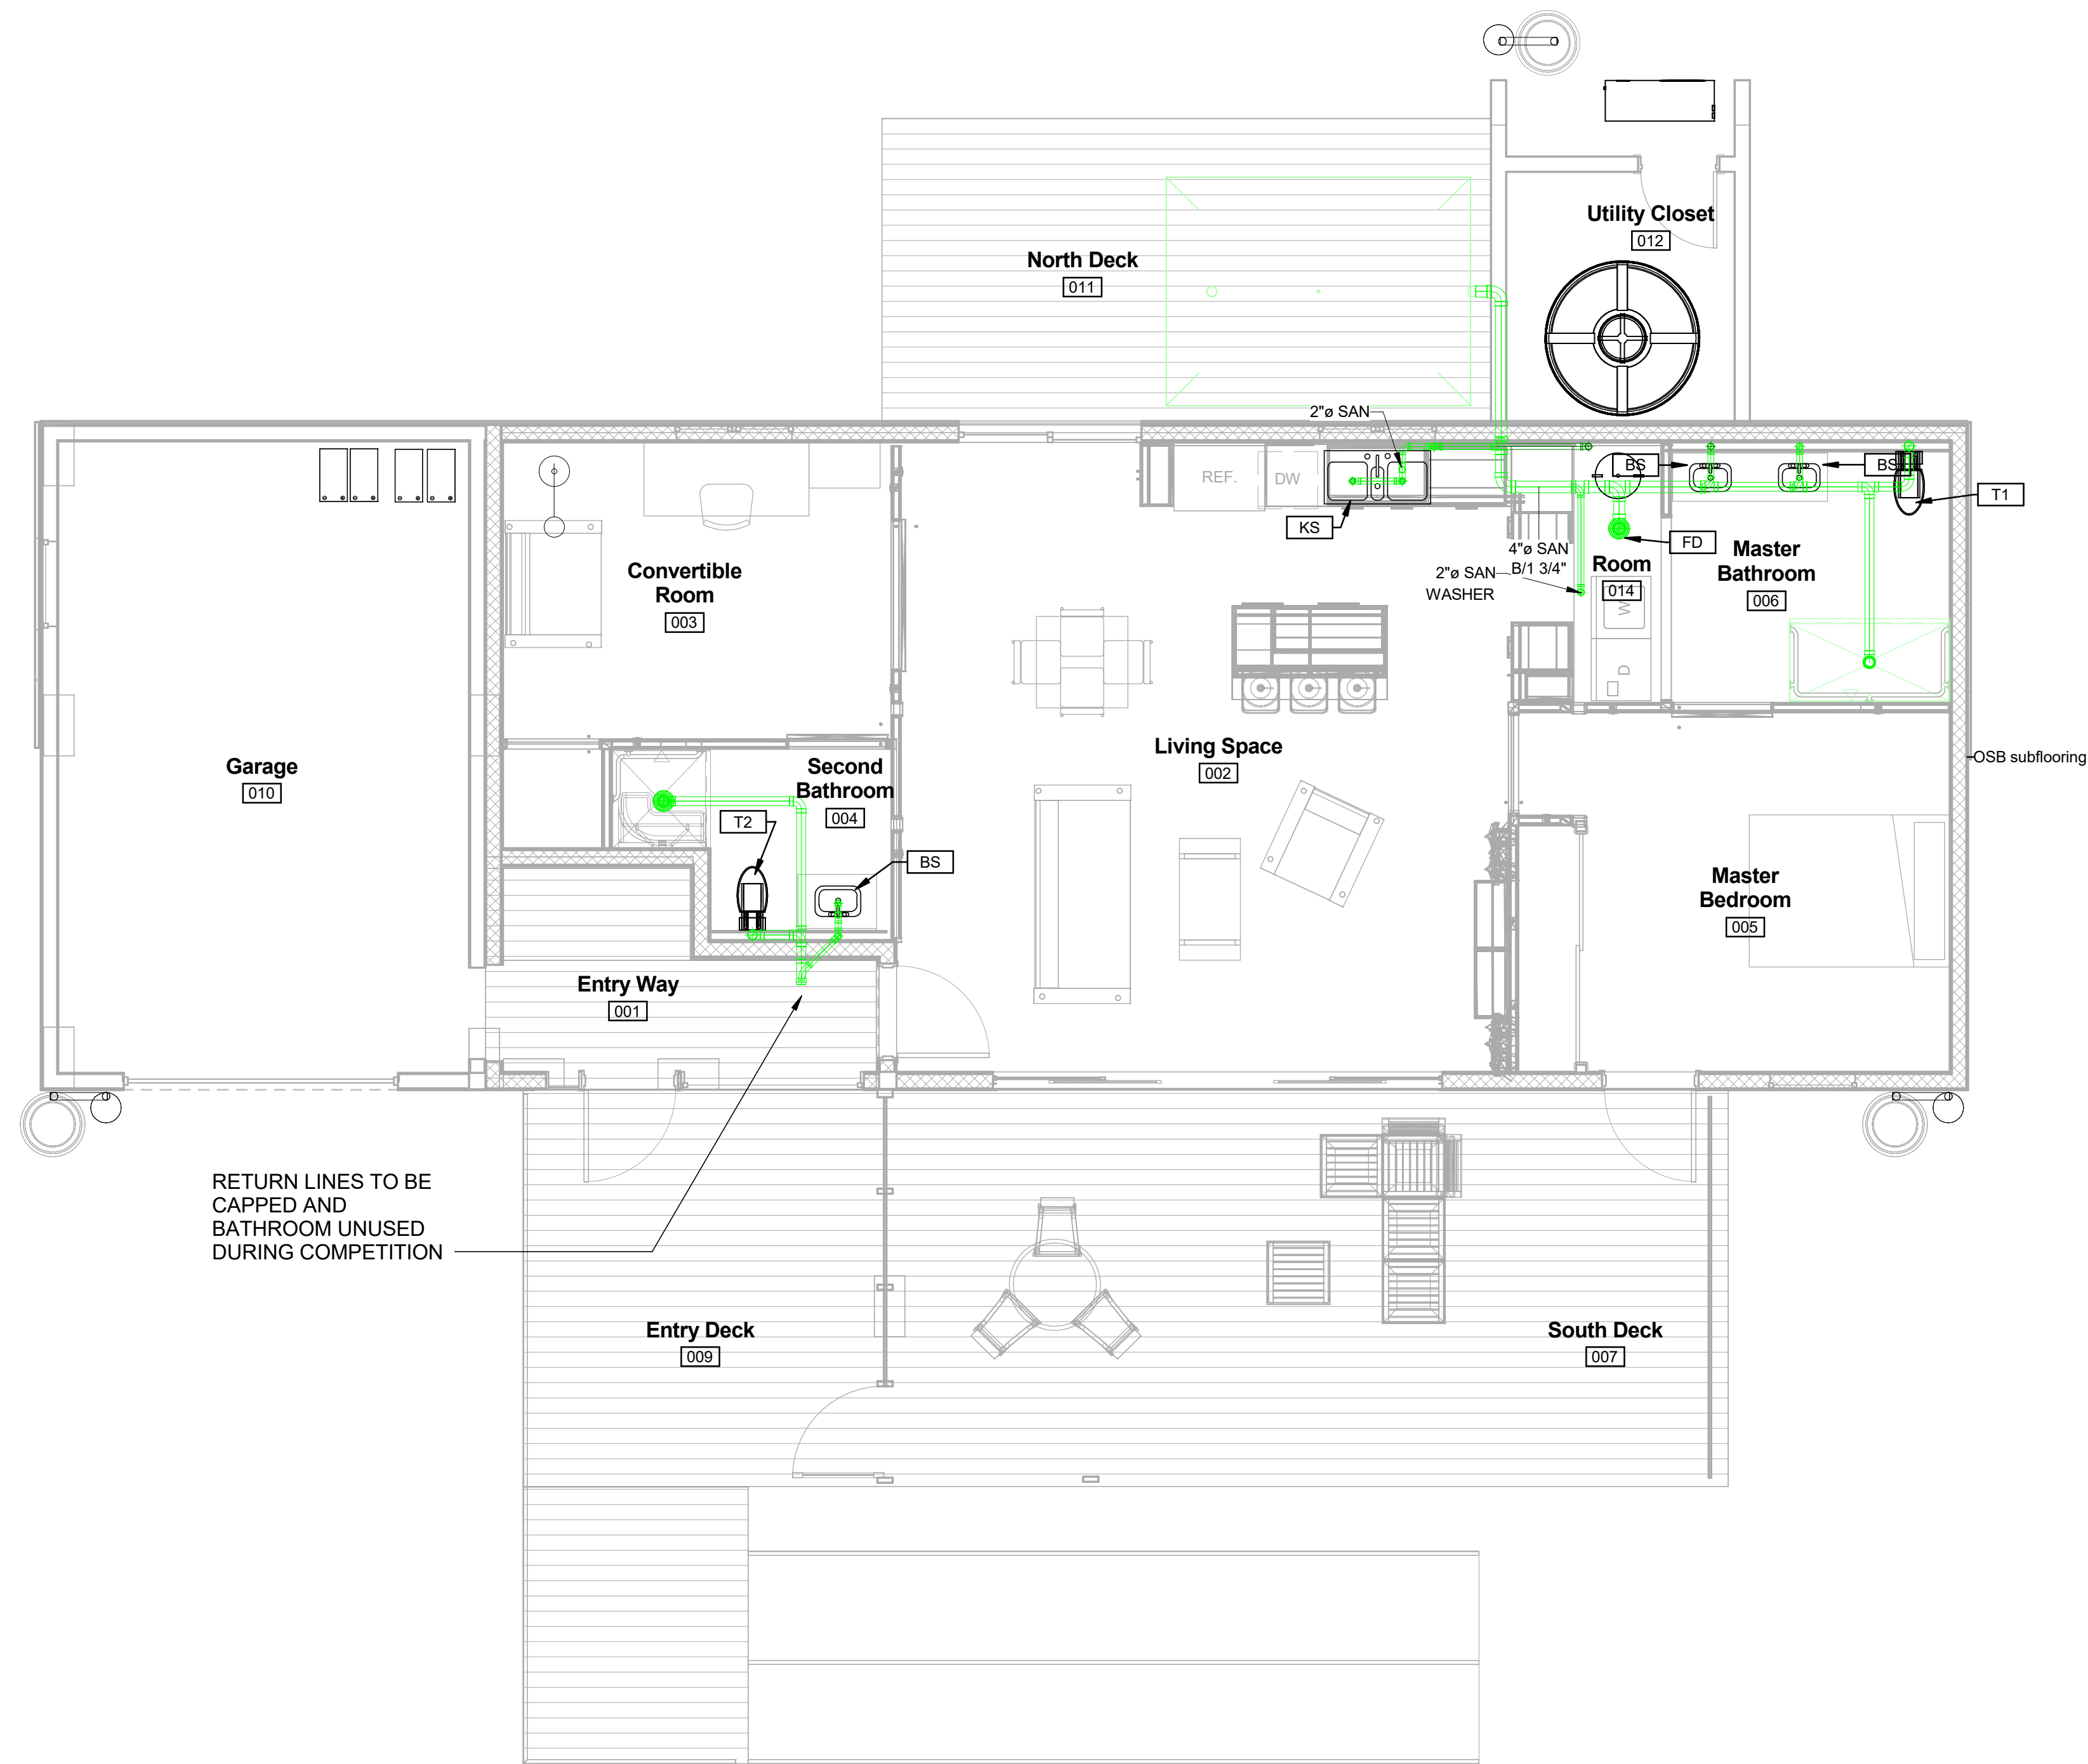 Utility Closet
012
North Deck
011
2"ø SAN
REF.
DW
KS
BS
BS
T1
FD
4"ø SAN
B/1 3/4"
2"ø SAN
WASHER
Room
014
W
D
Master
Bathroom
006
Convertible
Room
003
Living Space
002
OSB subflooring
Garage
010
Second
Bathroom
004
T2
BS
Master
Bedroom
005
Entry Way
001
RETURN LINES TO BE
CAPPED AND
BATHROOM UNUSED
DURING COMPETITION
Entry Deck
009
South Deck
007